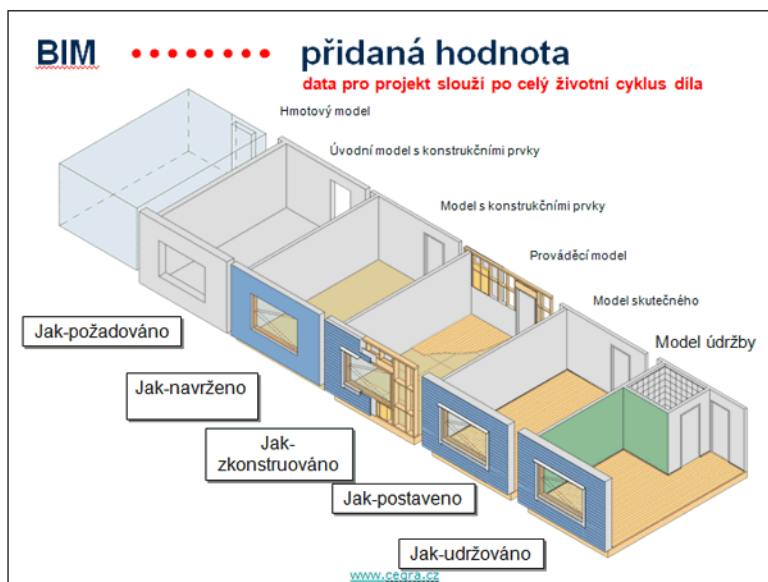 BIM •••••••• přidaná hodnota
data pro projekt slouží po celý životní cyklus díla
Hmotový model
Úvodní model s konstrukčními prvky
Model s konstrukčními prvky
Prováděcí model
Model skutečného
Model údržby
Jak-požadováno
Jak-navrženo
Jak-
zkonstruováno
Jak-postaveno
Jak-udržováno
www.cegra.cz